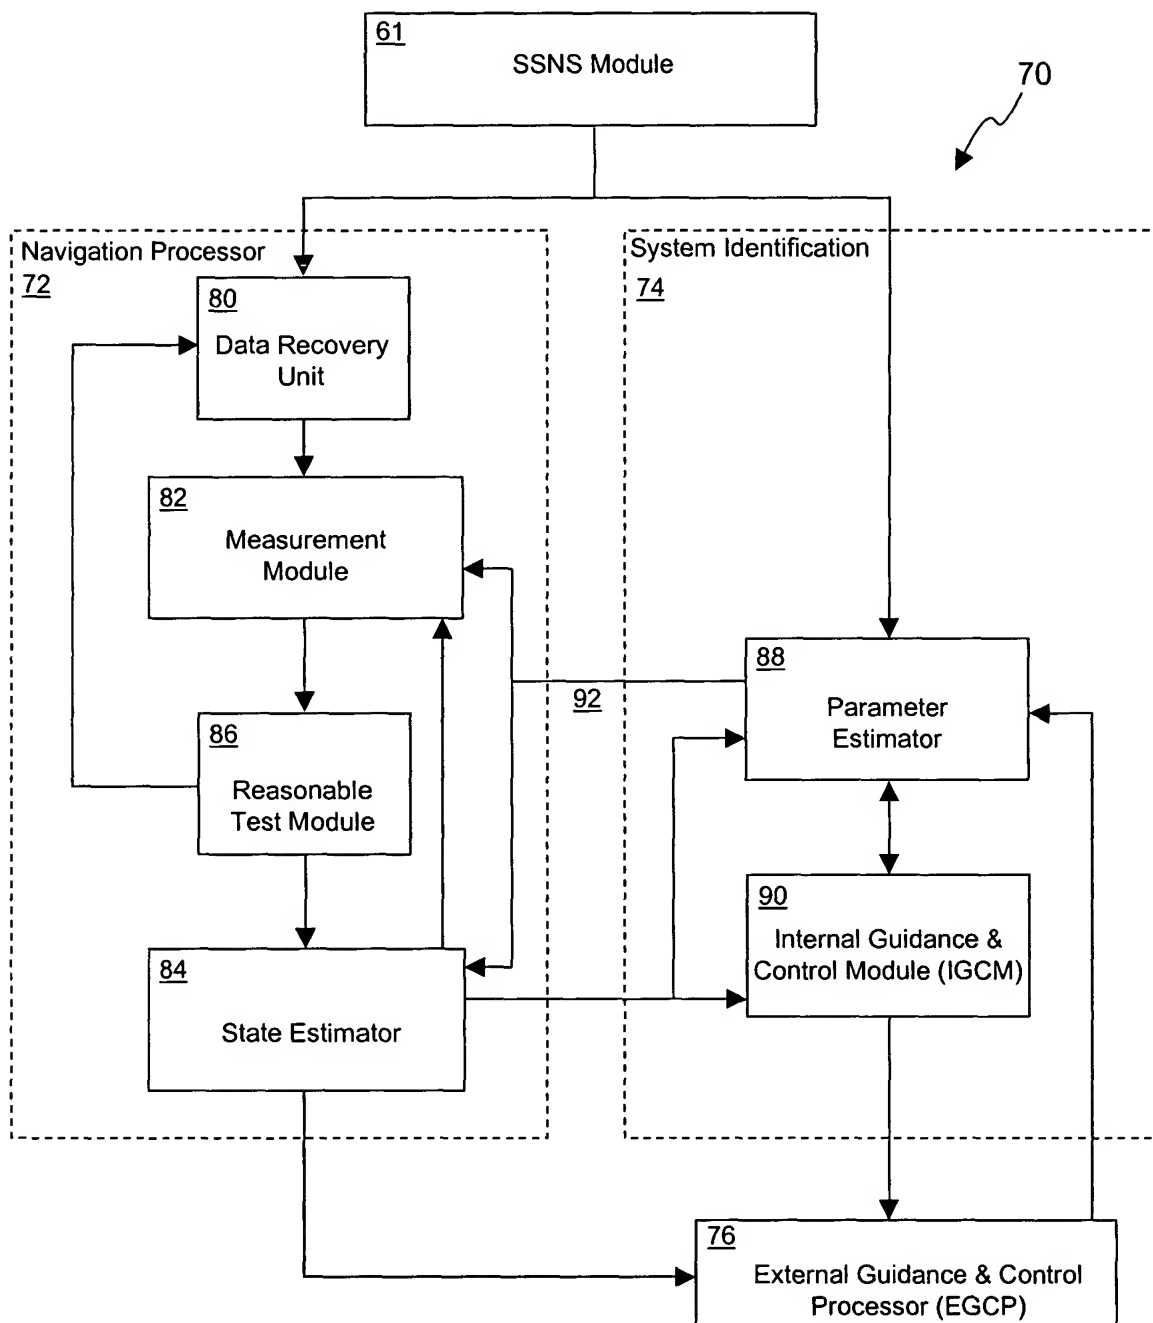 61
SSNS Module
70
Navigation Processor
72
System Identification
74
80
Data Recovery
Unit
82
Measurement
Module
92
88
Parameter
Estimator
86
Reasonable
Test Module
90
Internal Guidance &
Control Module (IGCM)
84
State Estimator
76
External Guidance & Control
Processor (EGCP)